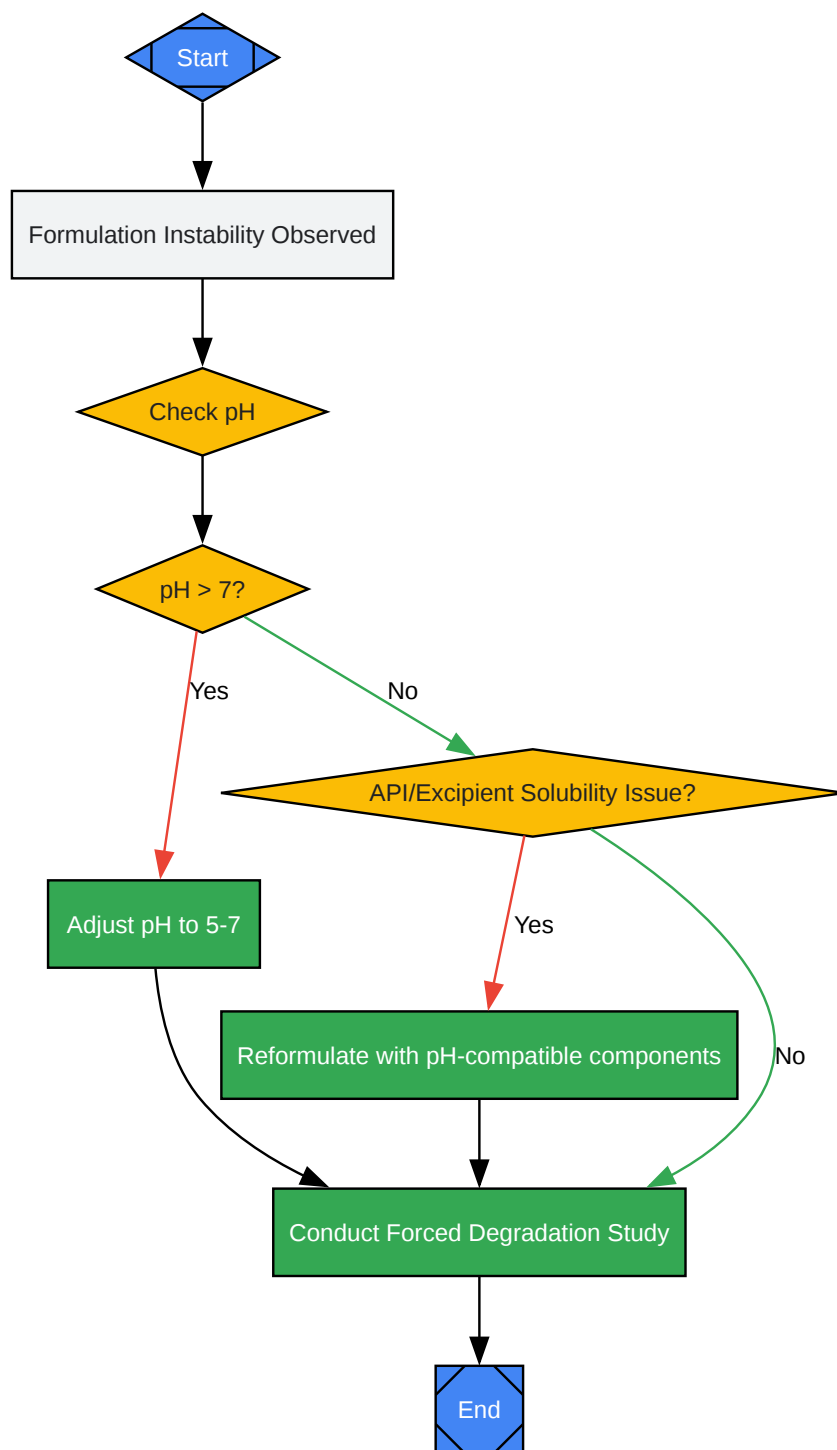 Start
Formulation Instability Observed
Check pH
pH > 7?
Yes
No
API/Excipient Solubility Issue?
Adjust pH to 5-7
Yes
Reformulate with pH-compatible components
No
Conduct Forced Degradation Study
End